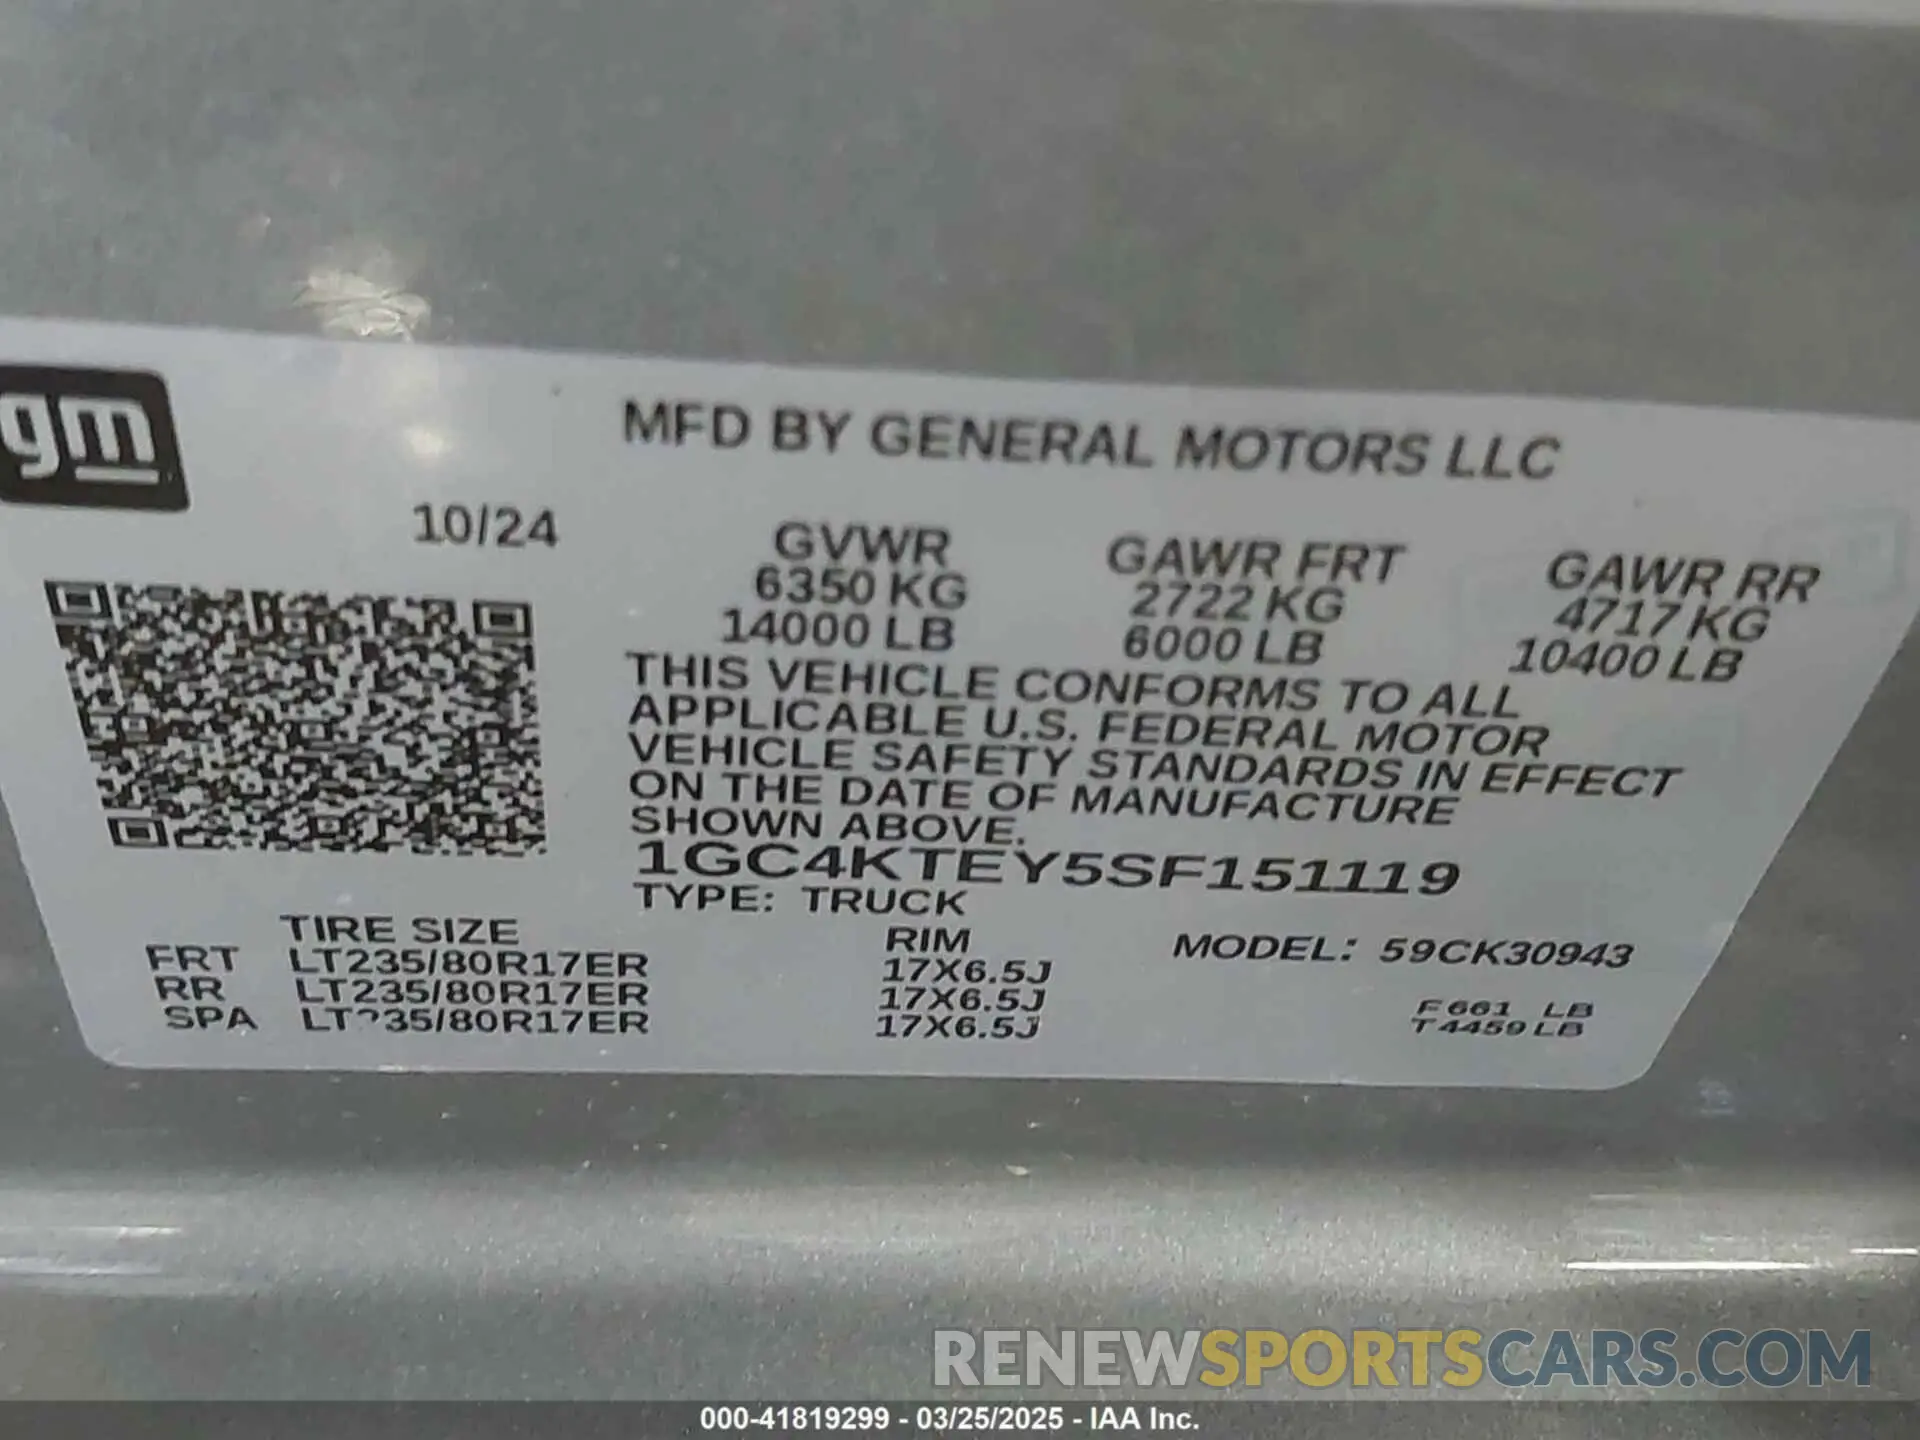 gm
MFD BY GENERAL MOTORS LLC
10/24
GVWR GAWR FRT GAWR RR
6350 KG 2722 KG 4717 KG
14000 LB 6000 LB 10400 LB
THIS VEHICLE CONFORMS TO ALL
APPLICABLE U.S. FEDERAL MOTOR
VEHICLE SAFETY STANDARDS IN EFFECT
ON THE DATE OF MANUFACTURE
SHOWN ABOVE.
1GC4KTEY5SF151119
TYPE: TRUCK
TIRE SIZE RIM MODEL: 59CK30943
FRT LT235/80R17ER 17X6.5J
RR LT235/80R17ER 17X6.5J
SPA LT235/80R17ER 17X6.5J
F 661 LB
T 4459 LB
RENEWSPORTSCARS.COM
000-41819299 - 03/25/2025 - IAA Inc.